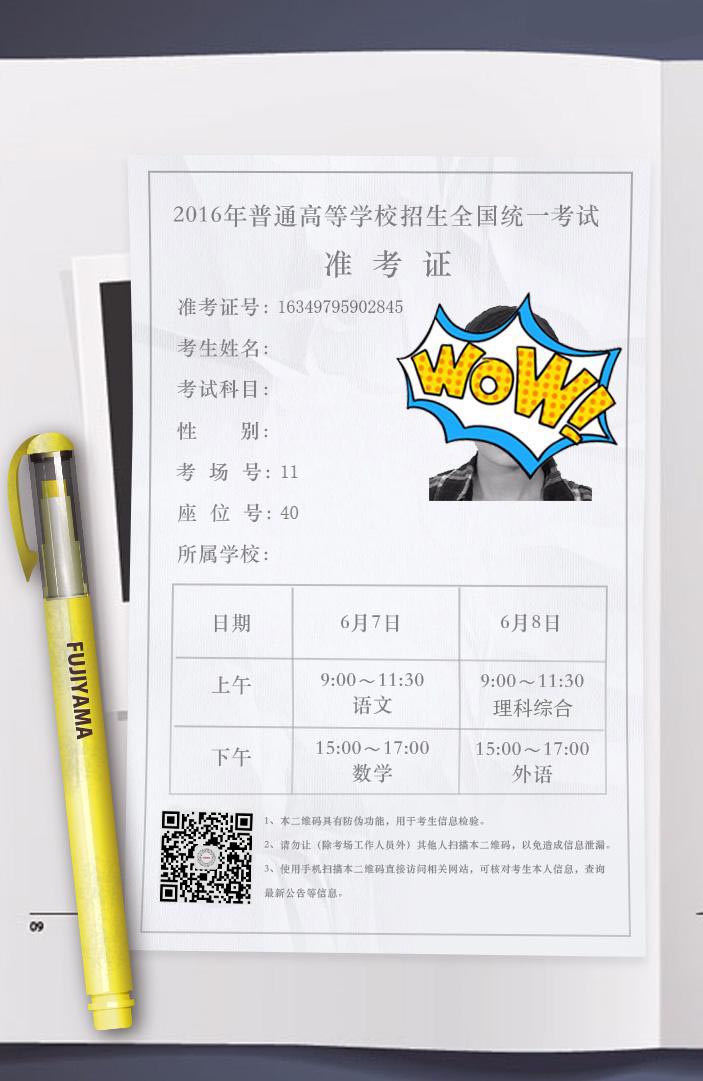 2016年普通高等学校招生全国统一考试
准考证
准考证号：16349795902845
考生姓名：
考试科目：
性　别：
考 场 号：11
座 位 号：40
所属学校：
WOW!
日期 6月7日 6月8日
上午 9:00～11:30 语文 9:00～11:30 理科综合
下午 15:00～17:00 数学 15:00～17:00 外语
1、本二维码具有防伪功能，用于考生信息检验。
2、请勿让（除考场工作人员外）其他人扫描本二维码，以免造成信息泄漏。
3、使用手机扫描本二维码直接访问相关网站，可核对考生本人信息，查询
最新公告等信息。
FUJIYAMA
09